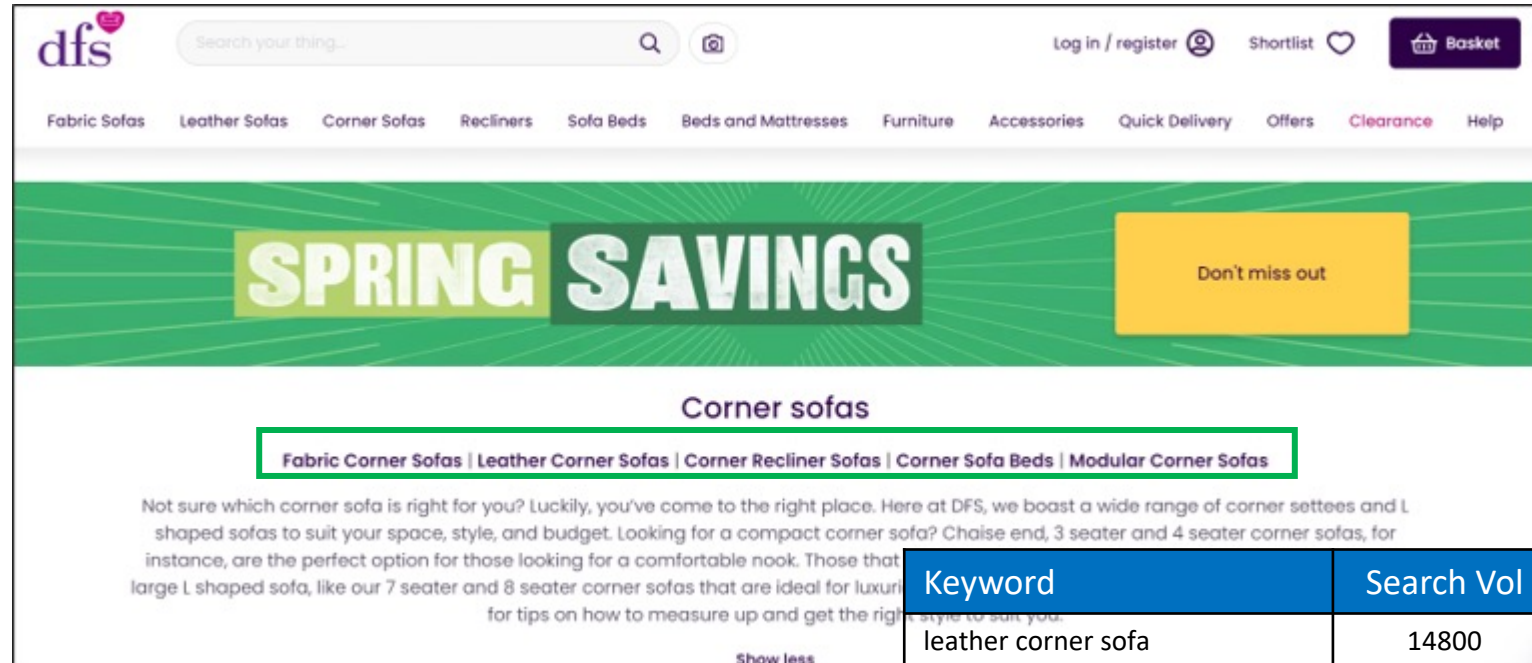 dfs
Search your thing...
Log in / register
Shortlist
Basket
Fabric Sofas Leather Sofas Corner Sofas Recliners Sofa Beds Beds and Mattresses Furniture Accessories Quick Delivery Offers Clearance Help
SPRING SAVINGS
Don't miss out
Corner sofas
Fabric Corner Sofas | Leather Corner Sofas | Corner Recliner Sofas | Corner Sofa Beds | Modular Corner Sofas
Not sure which corner sofa is right for you? Luckily, you've come to the right place. Here at DFS, we boast a wide range of corner settees and L
shaped sofas to suit your space, style, and budget. Looking for a compact corner sofa? Chaise end, 3 seater and 4 seater corner sofas, for
instance, are the perfect option for those looking for a comfortable nook. Those that
large L shaped sofa, like our 7 seater and 8 seater corner sofas that are ideal for
for tips on how to measure up and get the right style to suit you.
Show less
Keyword Search Vol
leather corner sofa 14800